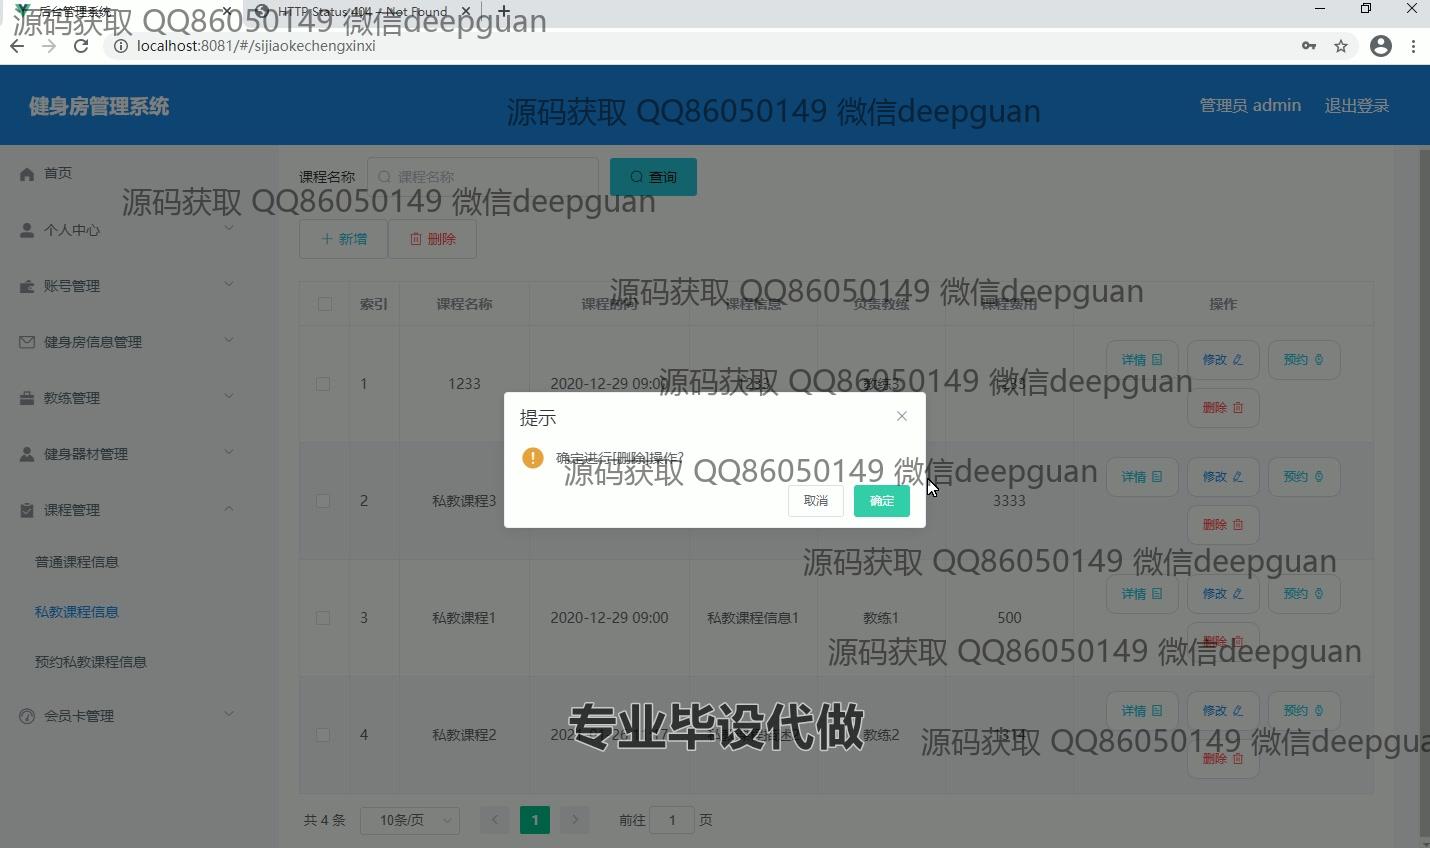 后台管理系统
HTTP Status 404 – Not Found
源码获取 QQ86050149 微信deepguan
localhost:8081/#/sijiaokechengxinxi
健身房管理系统
源码获取 QQ86050149 微信deepguan
管理员 admin 退出登录
首页
课程名称 课程名称 查询
源码获取 QQ86050149 微信deepguan
个人中心
新增 删除
账号管理
源码获取 QQ86050149 微信deepguan
索引 课程名称 课程时间 课程信息 负责教练 课程费用 操作
健身房信息管理
详情 修改 预约
1 1233 2020-12-29 09:00 1233 教练3
源码获取 QQ86050149 微信deepguan
教练管理
删除
提示
健身器材管理
确定进行[删除]操作?
源码获取 QQ86050149 微信deepguan
详情 修改 预约
2 私教课程3 3333
取消 确定
课程管理
删除
普通课程信息
源码获取 QQ86050149 微信deepguan
详情 修改 预约
私教课程信息
3 私教课程1 2020-12-29 09:00 私教课程信息1 教练1 500
删除
源码获取 QQ86050149 微信deepguan
预约私教课程信息
会员卡管理
详情 修改 预约
专业毕设代做
4 私教课程2 教练2 1314
源码获取 QQ86050149 微信deepgua
删除
共 4 条 10条/页 1 前往 1 页